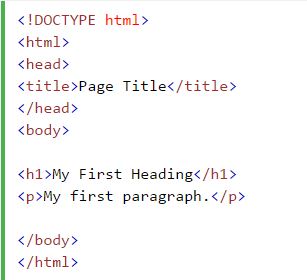 <!DOCTYPE html>
<html>
<head>
<title>Page Title</title>
</head>
<body>

<h1>My First Heading</h1>
<p>My first paragraph.</p>

</body>
</html>